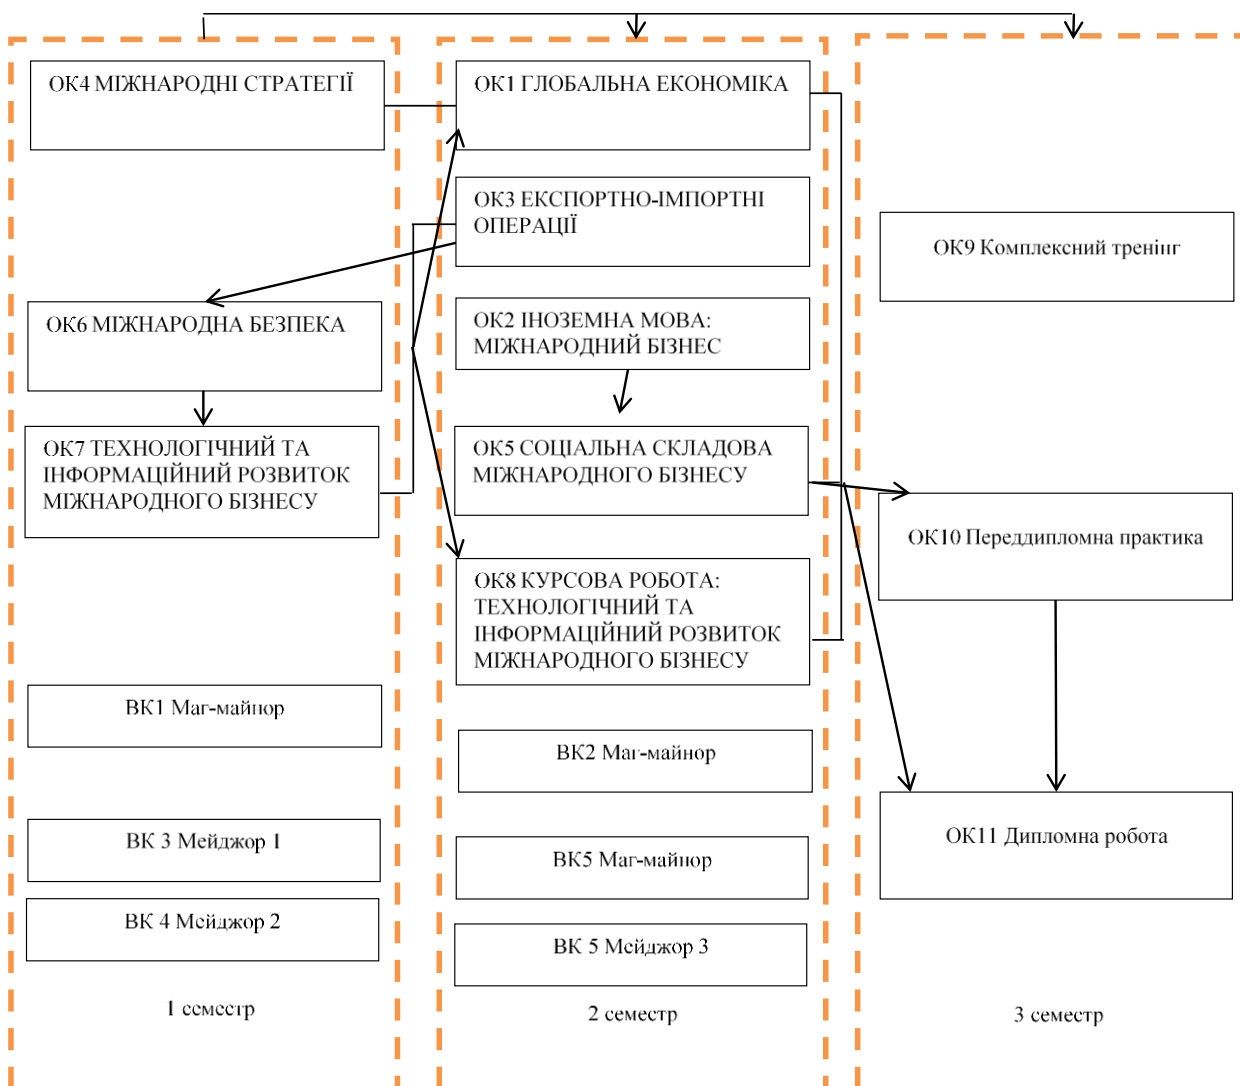 ОК4 МІЖНАРОДНІ СТРАТЕГІЇ
ОК6 МІЖНАРОДНА БЕЗПЕКА
ОК7 ТЕХНОЛОГІЧНИЙ ТА
ІНФОРМАЦІЙНИЙ РОЗВИТОК
МІЖНАРОДНОГО БІЗНЕСУ
ВК1 Маг-майнор
ВК 3 Мейджор 1
ВК 4 Мейджор 2
1 семестр
ОК1 ГЛОБАЛЬНА ЕКОНОМІКА
ОК3 ЕКСПОРТНО-ІМПОРТНІ
ОПЕРАЦІЇ
ОК2 ІНОЗЕМНА МОВА:
МІЖНАРОДНИЙ БІЗНЕС
ОК5 СОЦІАЛЬНА СКЛАДОВА
МІЖНАРОДНОГО БІЗНЕСУ
ОК8 КУРСОВА РОБОТА:
ТЕХНОЛОГІЧНИЙ ТА
ІНФОРМАЦІЙНИЙ РОЗВИТОК
МІЖНАРОДНОГО БІЗНЕСУ
ВК2 Маг-майнор
ВК5 Маг-майнор
ВК 5 Мейджор 3
2 семестр
ОК9 Комплексний тренінг
ОК10 Переддипломна практика
ОК11 Дипломна робота
3 семестр